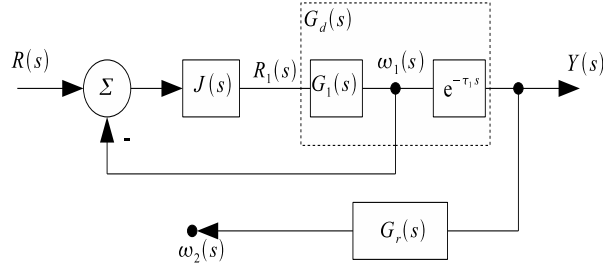 G_d(s)
R(s)
Σ
J(s)
R_1(s)
G_1(s)
ω_1(s)
e^{-τ_1 s}
Y(s)
-
G_r(s)
ω_2(s)